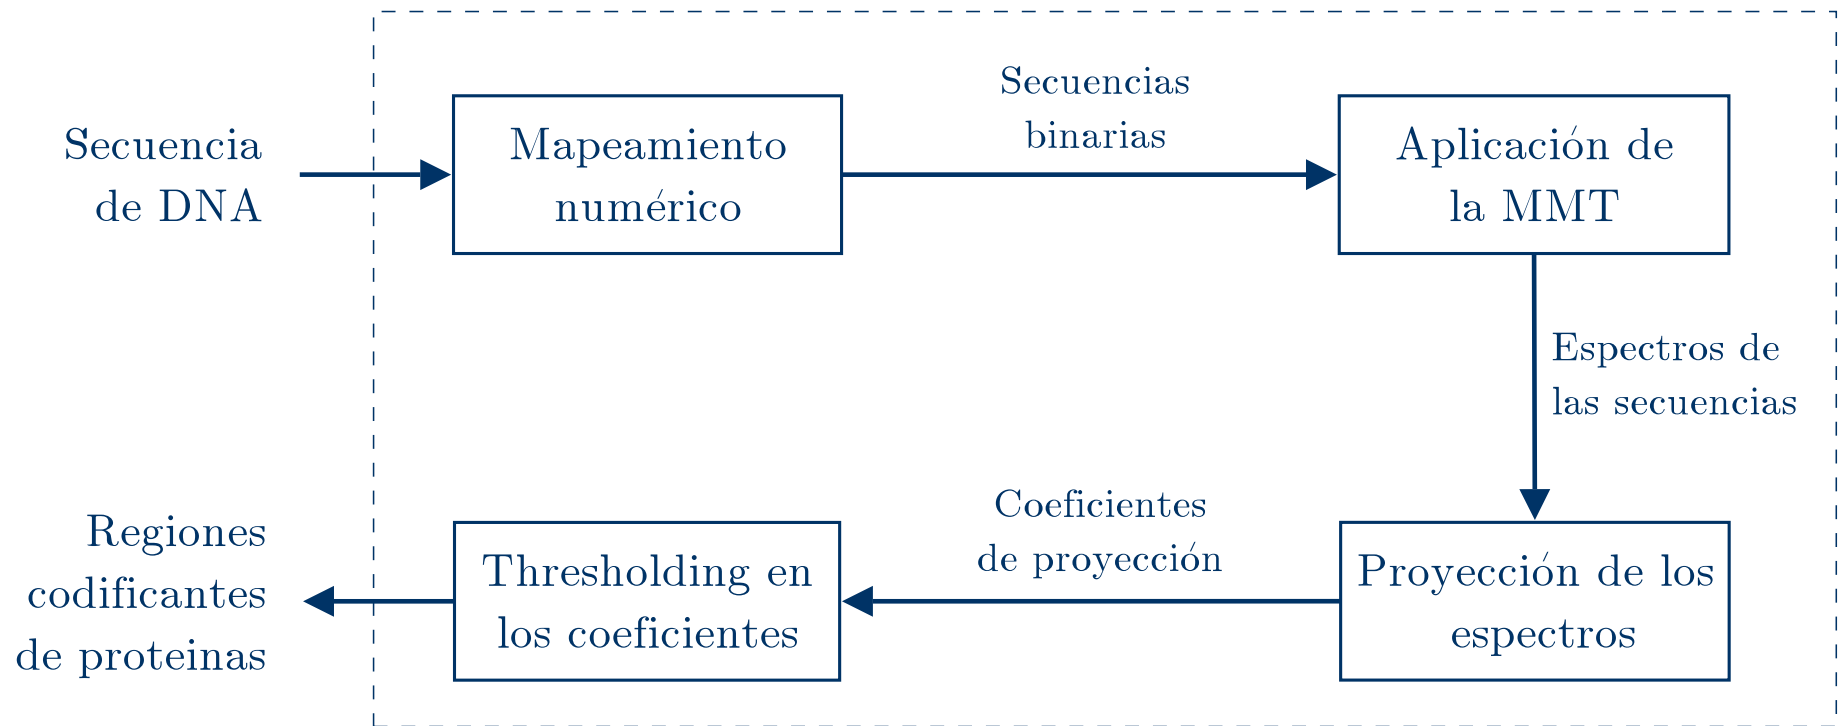 Secuencia
de DNA
Mapeamiento
numérico
Secuencias
binarias
Aplicación de
la MMT
Espectros de
las secuencias
Proyección de los
espectros
Coeficientes
de proyección
Thresholding en
los coeficientes
Regiones
codificantes
de proteinas